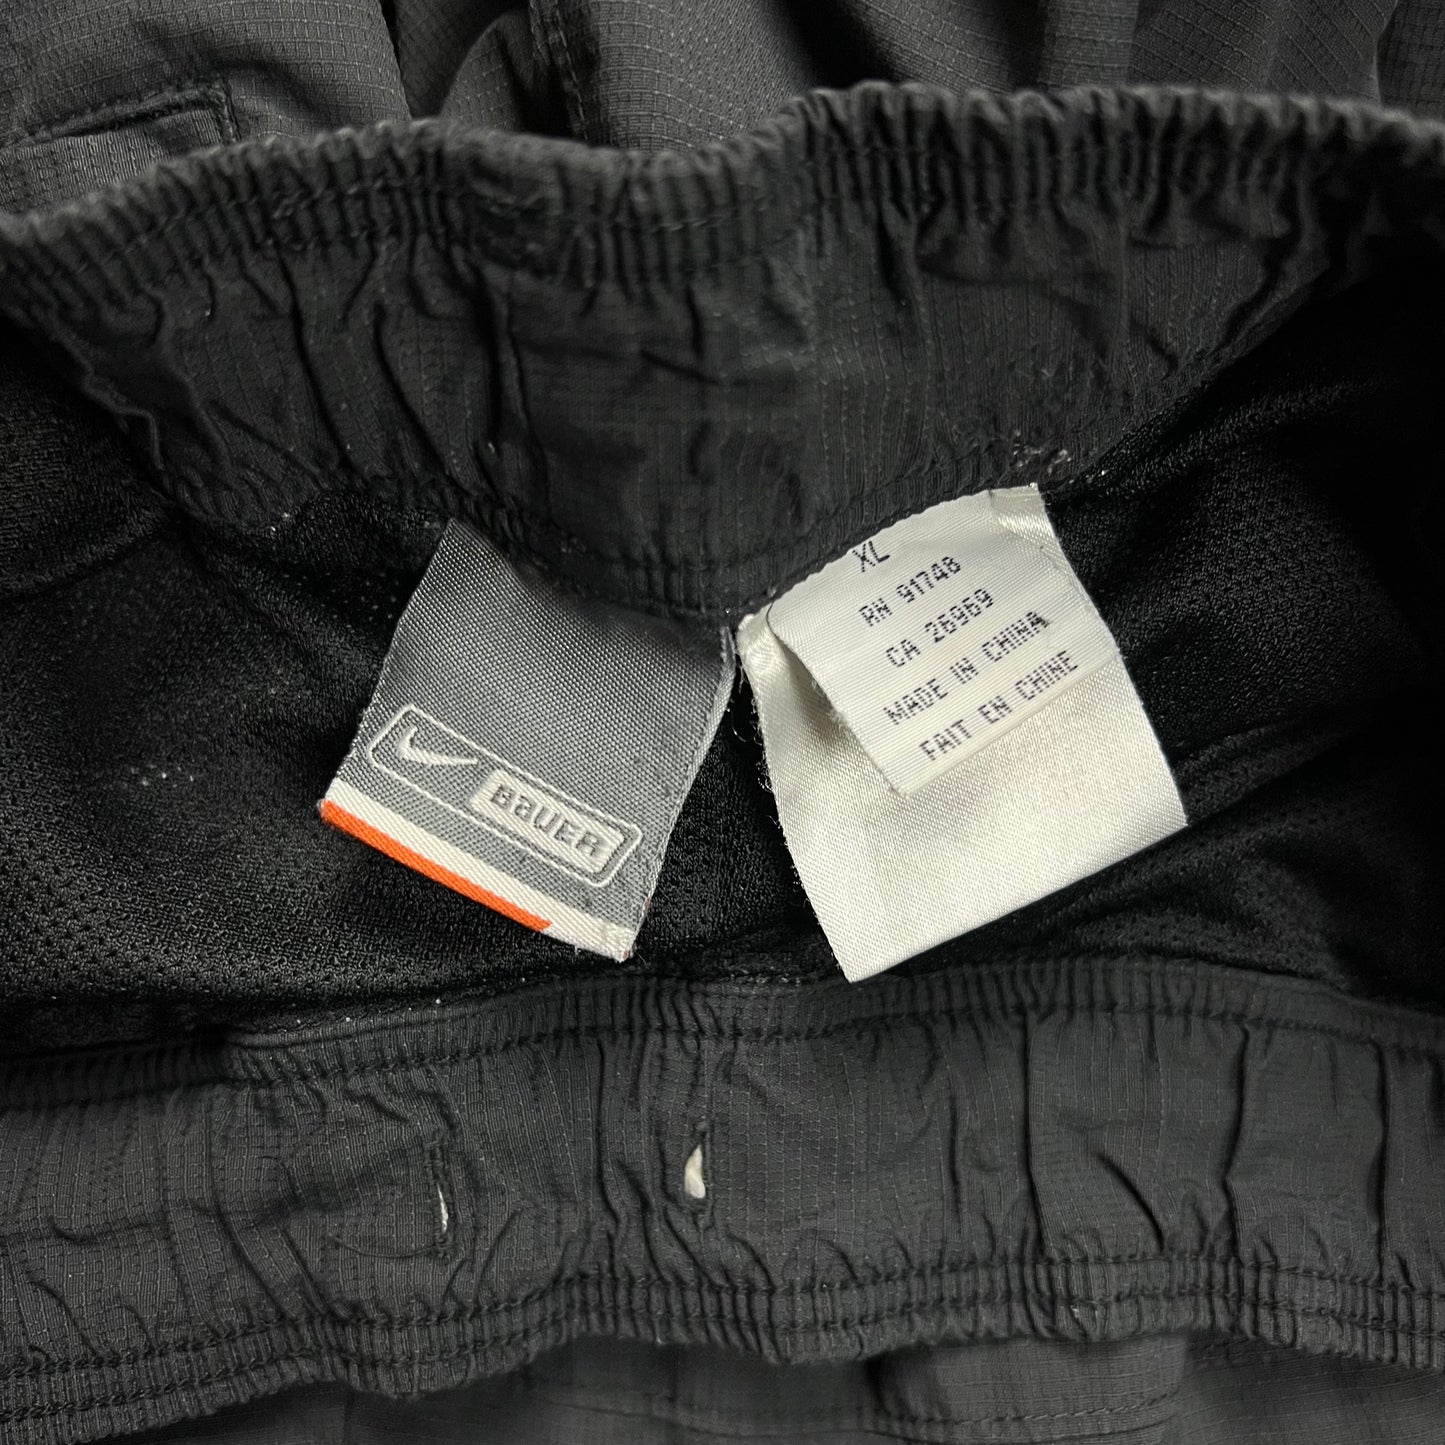 BAUER
XL
RN 91748
CA 26969
MADE IN CHINA
FAIT EN CHINE